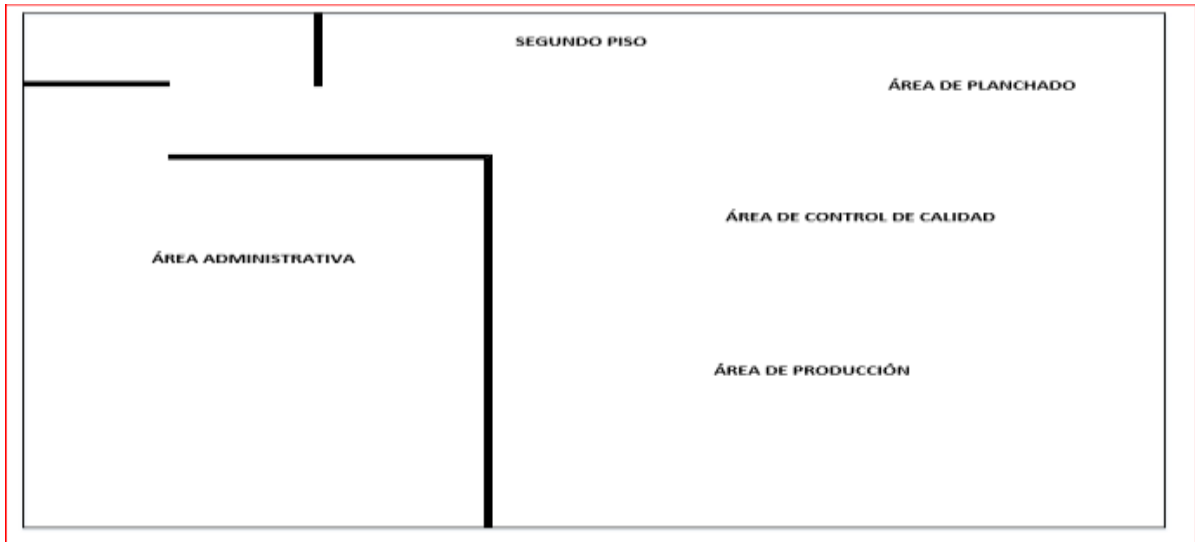 SEGUNDO PISO
ÁREA DE PLANCHADO
ÁREA DE CONTROL DE CALIDAD
ÁREA ADMINISTRATIVA
ÁREA DE PRODUCCIÓN